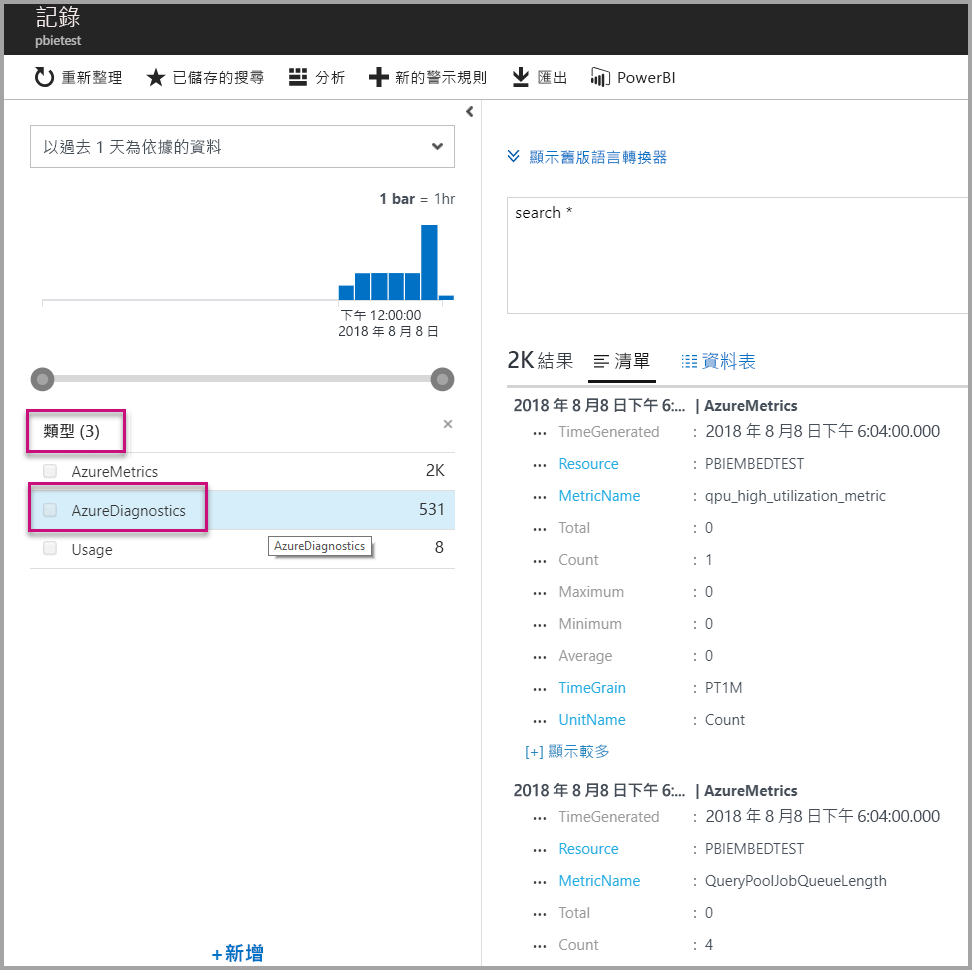 記錄
pbietest
重新整理 已儲存的搜尋 分析 新的警示規則 匯出 PowerBI
以過去 1 天為依據的資料
1 bar = 1hr
下午 12:00:00
2018 年 8 月 8 日
類型 (3)
AzureMetrics 2K
AzureDiagnostics 531
Usage 8
AzureDiagnostics
+新增
顯示舊版語言轉換器
search *
2K 結果 清單 資料表
2018 年 8 月8 日下午 6:... | AzureMetrics
... TimeGenerated : 2018 年 8 月8 日下午 6:04:00.000
... Resource : PBIEMBEDTEST
... MetricName : qpu_high_utilization_metric
... Total : 0
... Count : 1
... Maximum : 0
... Minimum : 0
... Average : 0
... TimeGrain : PT1M
... UnitName : Count
[+] 顯示較多
2018 年 8 月8 日下午 6:... | AzureMetrics
... TimeGenerated : 2018 年 8 月8 日下午 6:04:00.000
... Resource : PBIEMBEDTEST
... MetricName : QueryPoolJobQueueLength
... Total : 0
... Count : 4